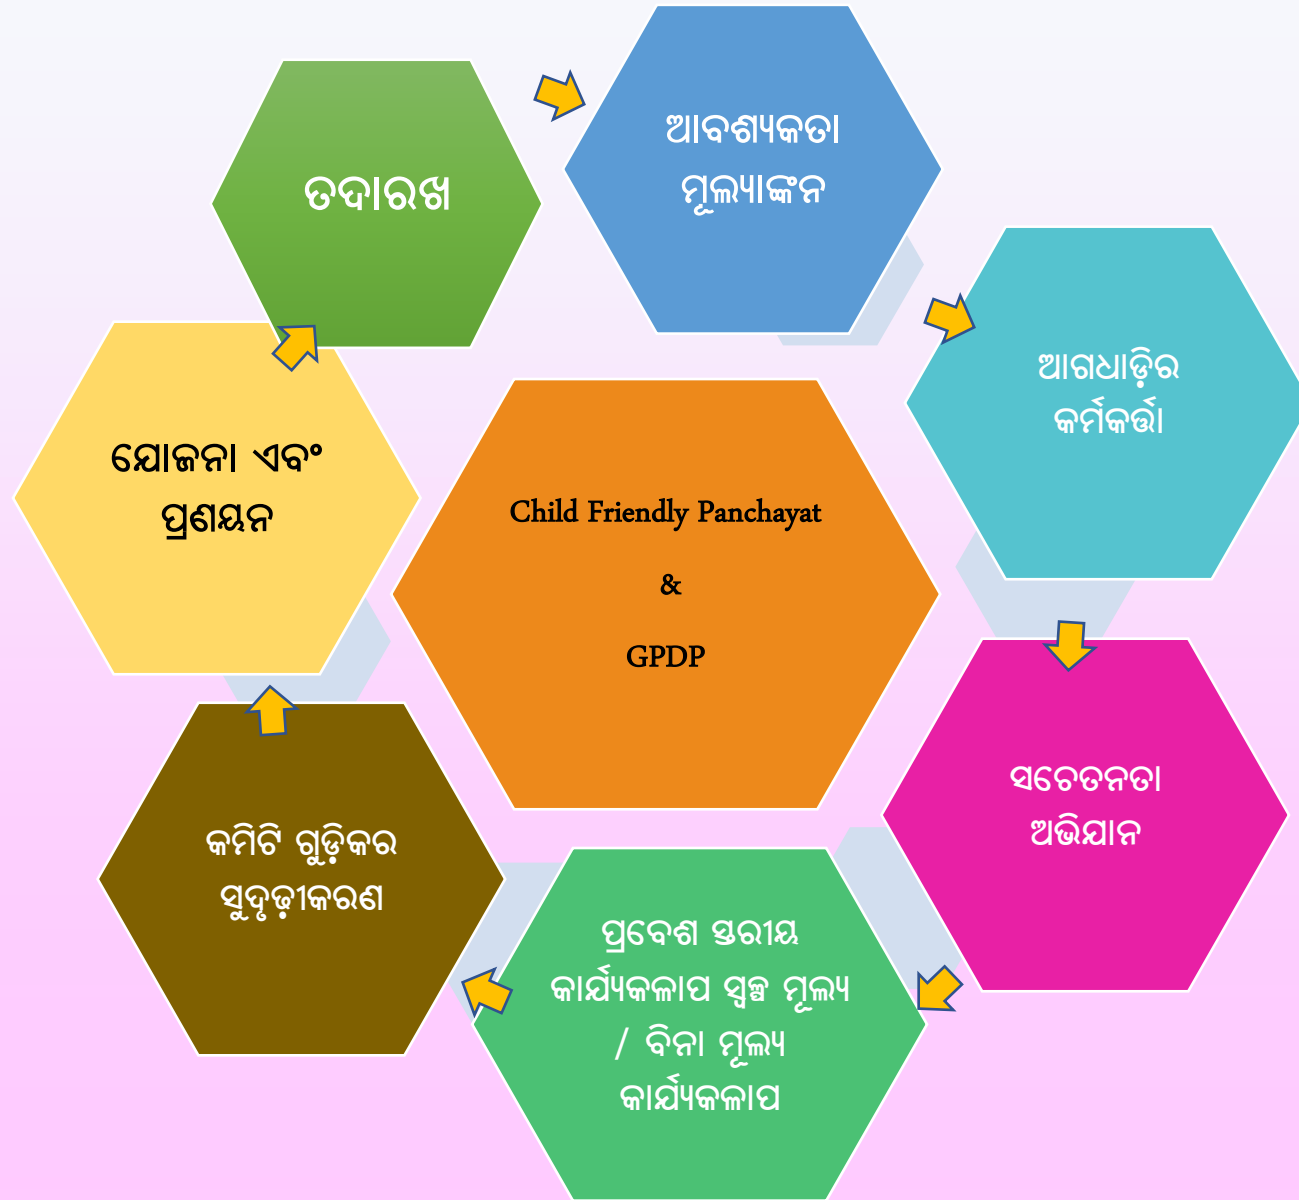 ତଦାରଖ
ଆବଶ୍ୟକତା
ମୂଲ୍ୟାଙ୍କନ
ଆଗଧାଡ଼ିର
କର୍ମକର୍ତ୍ତା
ସଚେତନତା
ଅଭିଯାନ
ପ୍ରବେଶ ସ୍ତରୀୟ
କାର୍ଯ୍ୟକଳାପ ସ୍ୱଳ୍ପ ମୂଲ୍ୟ
/ ବିନା ମୂଲ୍ୟ
କାର୍ଯ୍ୟକଳାପ
କମିଟି ଗୁଡ଼ିକର
ସୁଦୃଢ଼ୀକରଣ
ଯୋଜନା ଏବଂ
ପ୍ରଣୟନ
Child Friendly Panchayat
&
GPDP